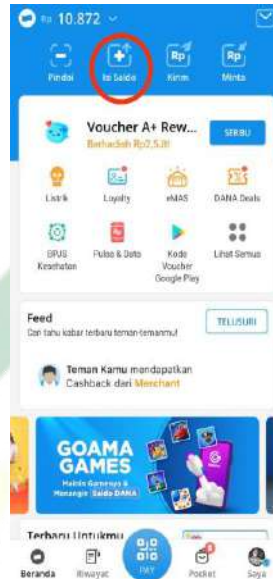 Rp 10.872
Pindai
Isi Saldo
Kirim
Minta
Voucher A+ Rew...
Berhadiah Rp2,5 Jt!
SERBU
Listrik
Loyalty
eMAS
DANA Deals
BPJS
Kesehatan
Pulsa & Data
Kode
Voucher
Google Play
Lihat Semua
Feed
Cari tahu kabar terbaru teman-temanmu!
TELUSURI
Teman Kamu mendapatkan
Cashback dari Merchant
GOAMA
GAMES
Mainin Gamenya &
Menangin Saldo DANA
Terbaru Untukmu
Beranda
Riwayat
PAY
Pocket
Saya